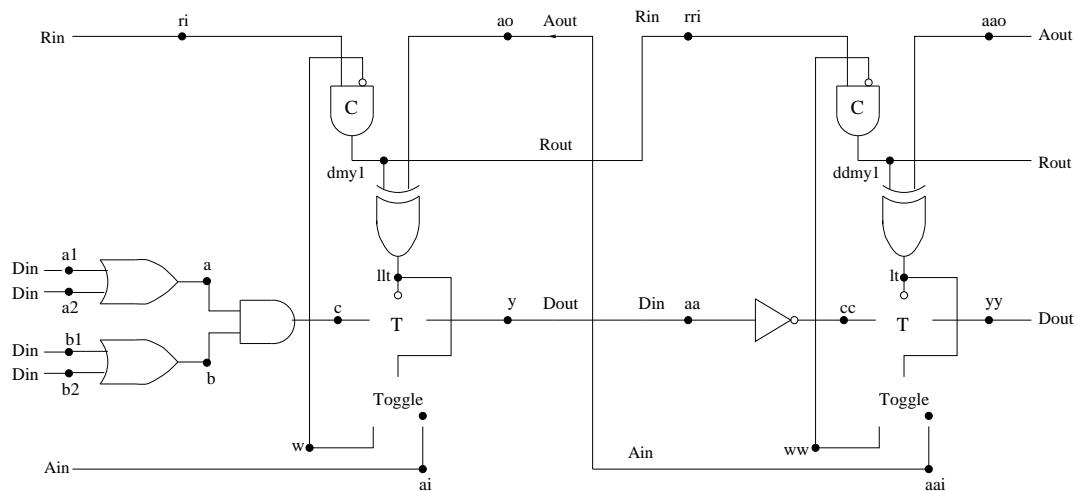 ri ao Aout Rin rri aao
Rin Aout
C C
dmy1 Rout ddmy1 Rout
Din a1 a
Din a2
llt lt
c T y Dout Din aa cc T yy Dout
Din b1
Din b2 b
Toggle Toggle
w Ain ww
Ain ai aai